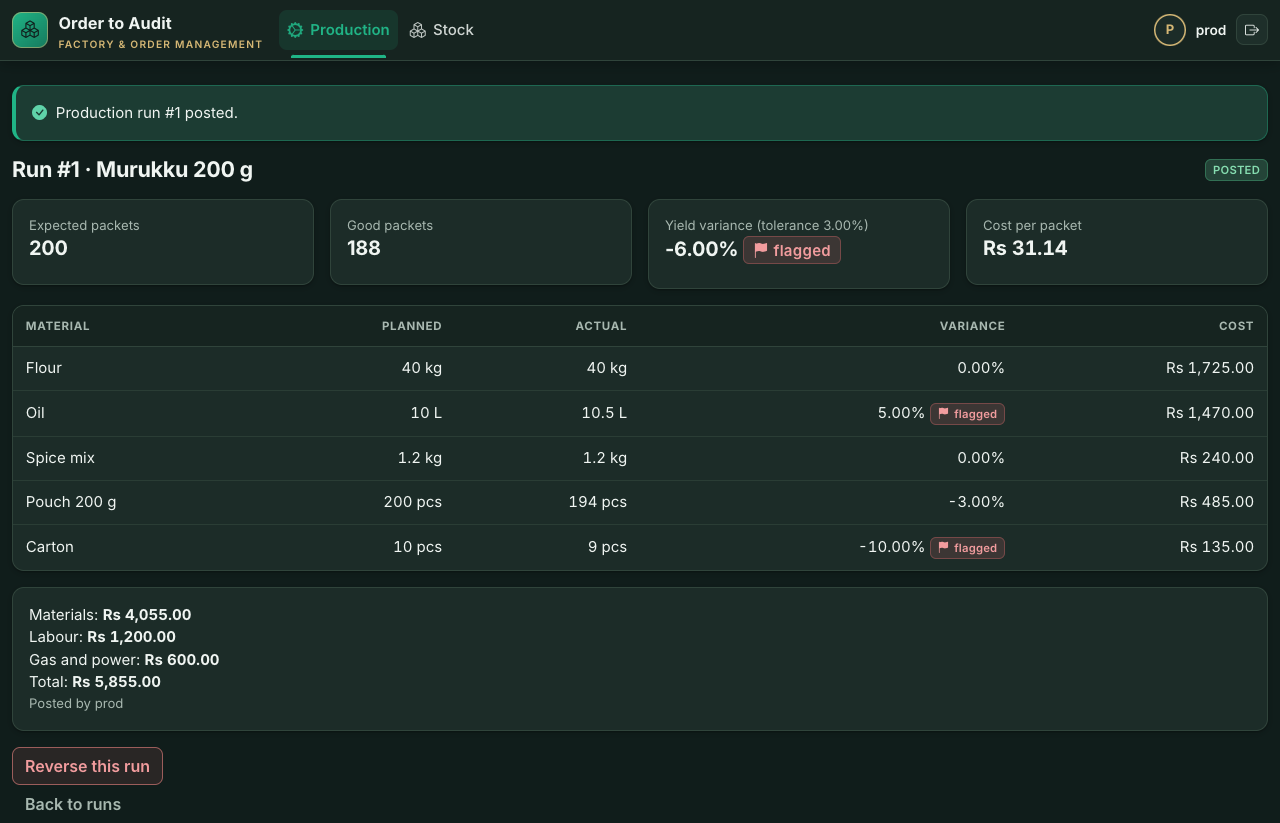 Order to Audit
FACTORY & ORDER MANAGEMENT
Production
Stock
P
prod
Production run #1 posted.
Run #1 · Murukku 200 g
POSTED
Expected packets
200
Good packets
188
Yield variance (tolerance 3.00%)
-6.00% flagged
Cost per packet
Rs 31.14
MATERIAL PLANNED ACTUAL VARIANCE COST
Flour 40 kg 40 kg 0.00% Rs 1,725.00
Oil 10 L 10.5 L 5.00% flagged Rs 1,470.00
Spice mix 1.2 kg 1.2 kg 0.00% Rs 240.00
Pouch 200 g 200 pcs 194 pcs -3.00% Rs 485.00
Carton 10 pcs 9 pcs -10.00% flagged Rs 135.00
Materials: Rs 4,055.00
Labour: Rs 1,200.00
Gas and power: Rs 600.00
Total: Rs 5,855.00
Posted by prod
Reverse this run
Back to runs